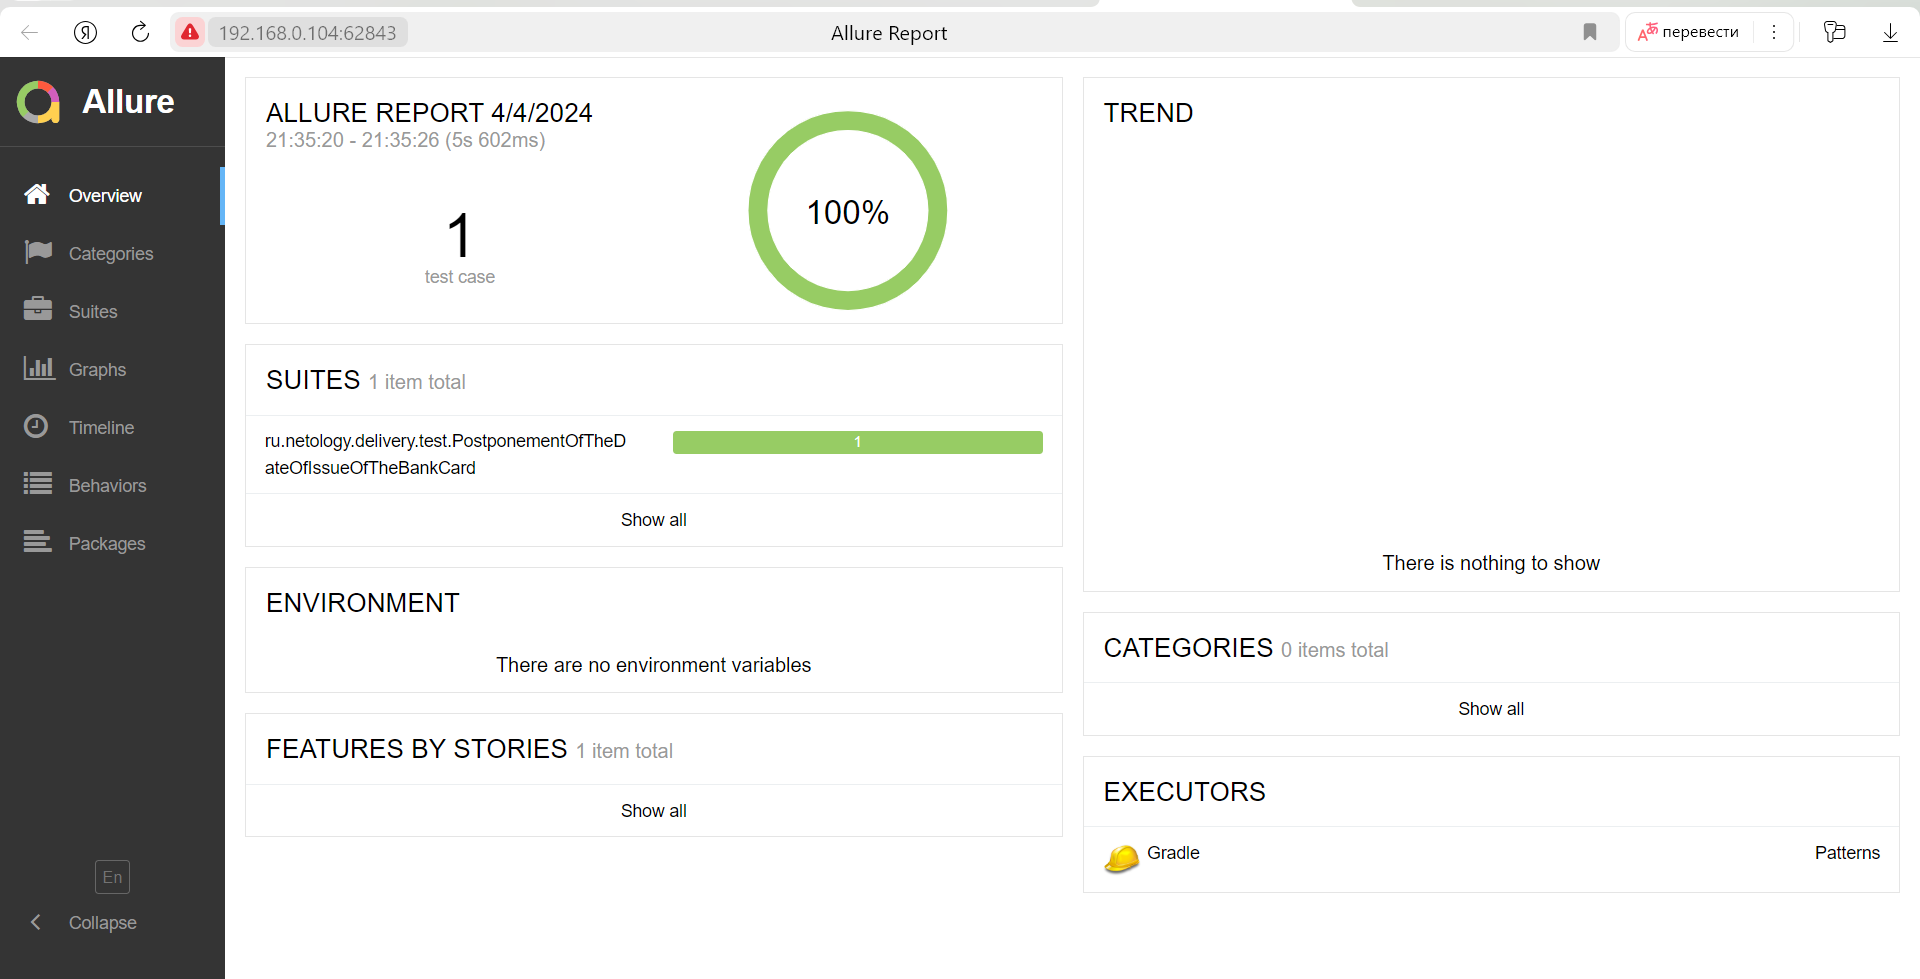 Я
192.168.0.104:62843
Allure Report
перевести
Allure
Overview
Categories
Suites
Graphs
Timeline
Behaviors
Packages
En
Collapse
ALLURE REPORT 4/4/2024
21:35:20 - 21:35:26 (5s 602ms)
1
test case
100%
SUITES 1 item total
ru.netology.delivery.test.PostponementOfTheD
ateOfIssueOfTheBankCard
1
Show all
ENVIRONMENT
There are no environment variables
FEATURES BY STORIES 1 item total
Show all
TREND
There is nothing to show
CATEGORIES 0 items total
Show all
EXECUTORS
Gradle
Patterns